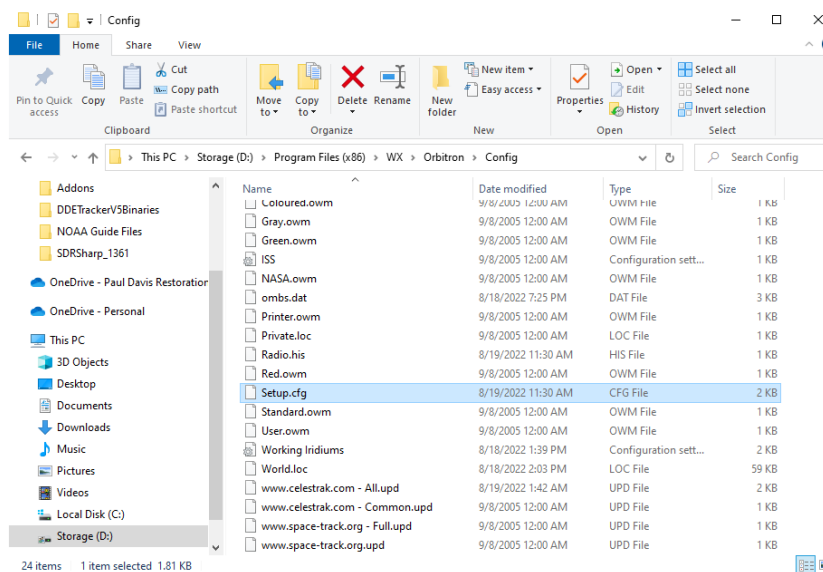 Config
File Home Share View
Pin to Quick access
Copy
Paste
Cut
Copy path
Paste shortcut
Clipboard
Move to
Copy to
Delete
Rename
Organize
New folder
New item
Easy access
New
Properties
Open
Edit
History
Open
Select all
Select none
Invert selection
Select
This PC > Storage (D:) > Program Files (x86) > WX > Orbitron > Config
Search Config
Addons
DDETrackerV5Binaries
NOAA Guide Files
SDRSharp_1361
OneDrive - Paul Davis Restoration
OneDrive - Personal
This PC
3D Objects
Desktop
Documents
Downloads
Music
Pictures
Videos
Local Disk (C:)
Storage (D:)
Name Date modified Type Size
Coloured.owm 9/8/2005 12:00 AM OWM File 1 KB
Gray.owm 9/8/2005 12:00 AM OWM File 1 KB
Green.owm 9/8/2005 12:00 AM OWM File 1 KB
ISS 9/8/2005 12:00 AM Configuration sett... 1 KB
NASA.owm 9/8/2005 12:00 AM OWM File 1 KB
ombs.dat 8/18/2022 7:25 PM DAT File 3 KB
Printer.owm 9/8/2005 12:00 AM OWM File 1 KB
Private.loc 9/8/2005 12:00 AM LOC File 1 KB
Radio.his 8/19/2022 11:30 AM HIS File 1 KB
Red.owm 9/8/2005 12:00 AM OWM File 1 KB
Setup.cfg 8/19/2022 11:30 AM CFG File 2 KB
Standard.owm 9/8/2005 12:00 AM OWM File 1 KB
User.owm 9/8/2005 12:00 AM OWM File 1 KB
Working Iridiums 8/18/2022 1:39 PM Configuration sett... 2 KB
World.loc 8/18/2022 2:03 PM LOC File 59 KB
www.celestrak.com - All.upd 8/19/2022 1:42 AM UPD File 2 KB
www.celestrak.com - Common.upd 9/8/2005 12:00 AM UPD File 1 KB
www.space-track.org - Full.upd 9/8/2005 12:00 AM UPD File 1 KB
www.space-track.org.upd 9/8/2005 12:00 AM UPD File 1 KB
24 items 1 item selected 1.81 KB